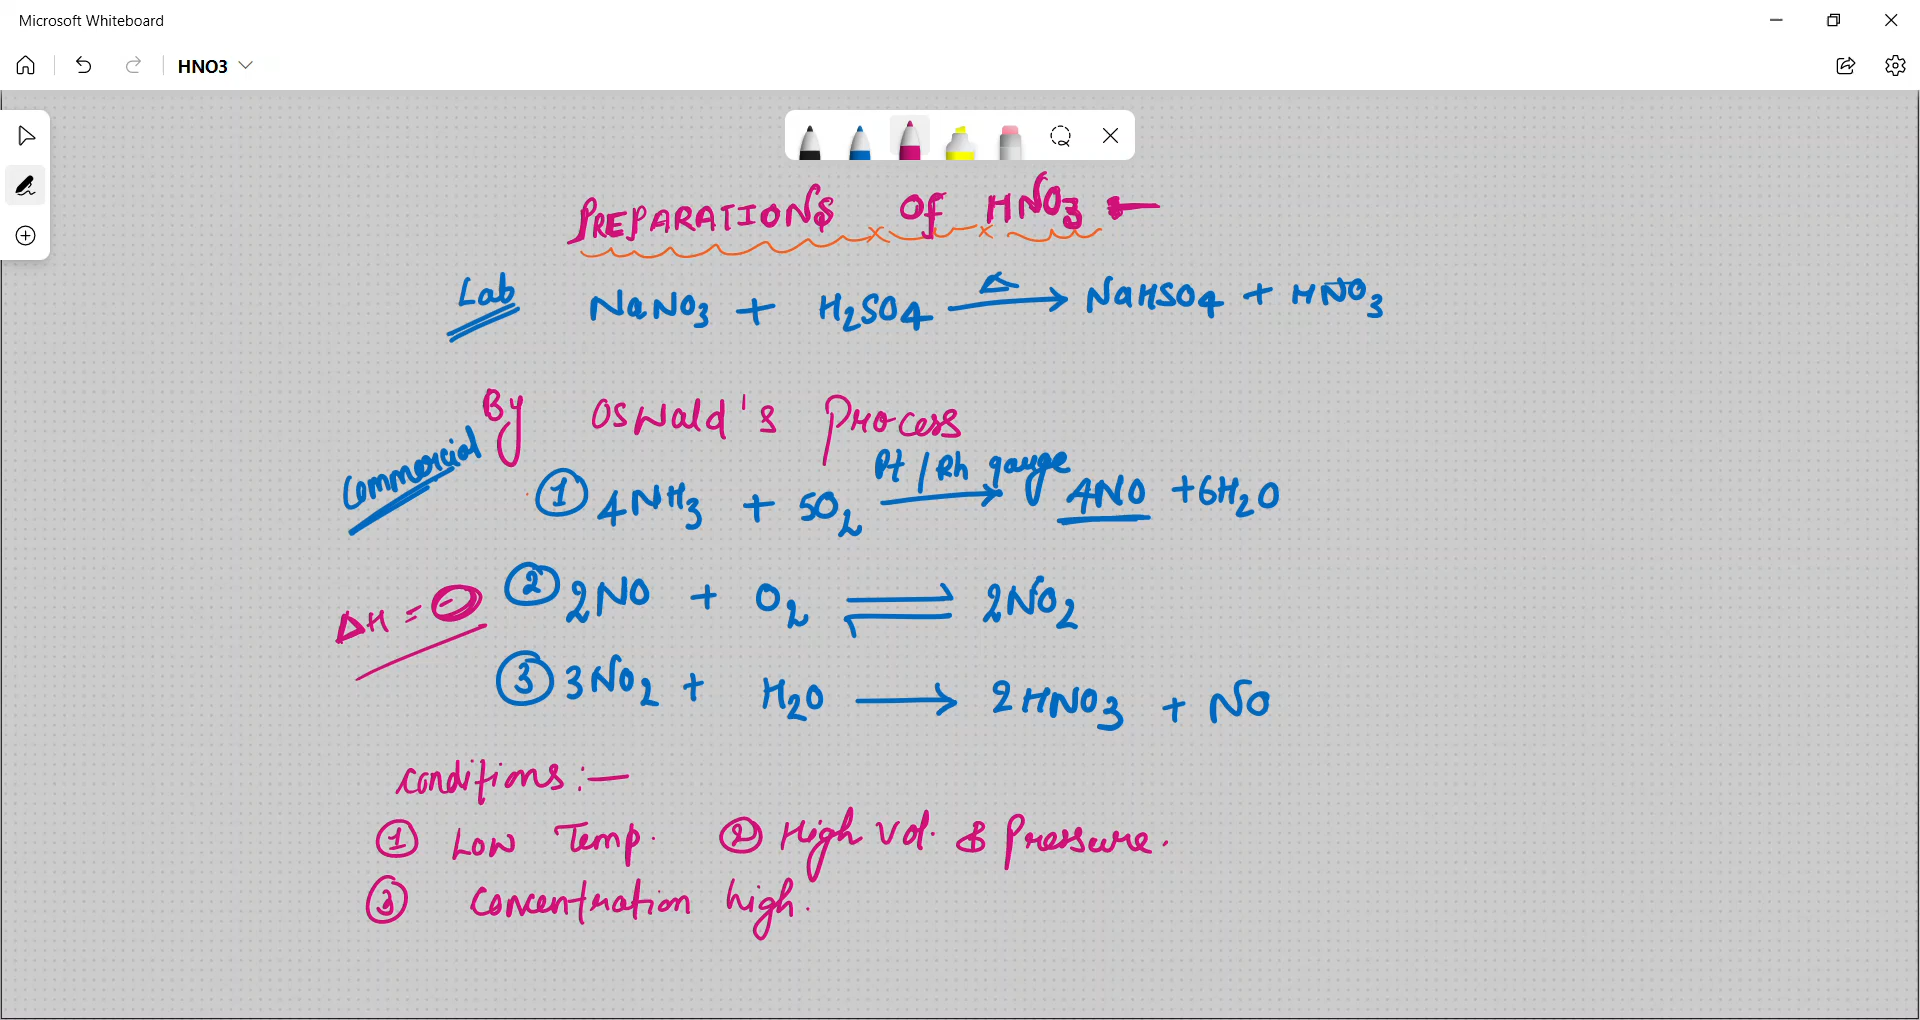 Microsoft Whiteboard
HNO3
PREPARATIONS OF HNO3
Lab NaNO3 + H2SO4 Δ→ NaHSO4 + HNO3
By OSWald's Process
Commercial
Pt / Rh gauge
① 4NH3 + 5O2 → 4NO + 6H2O
② 2NO + O2 ⇌ 2NO2
ΔH = ⊖
③ 3NO2 + H2O → 2HNO3 + NO
Conditions :—
① Low Temp. ② High Vol. & Pressure.
③ Concentration high.